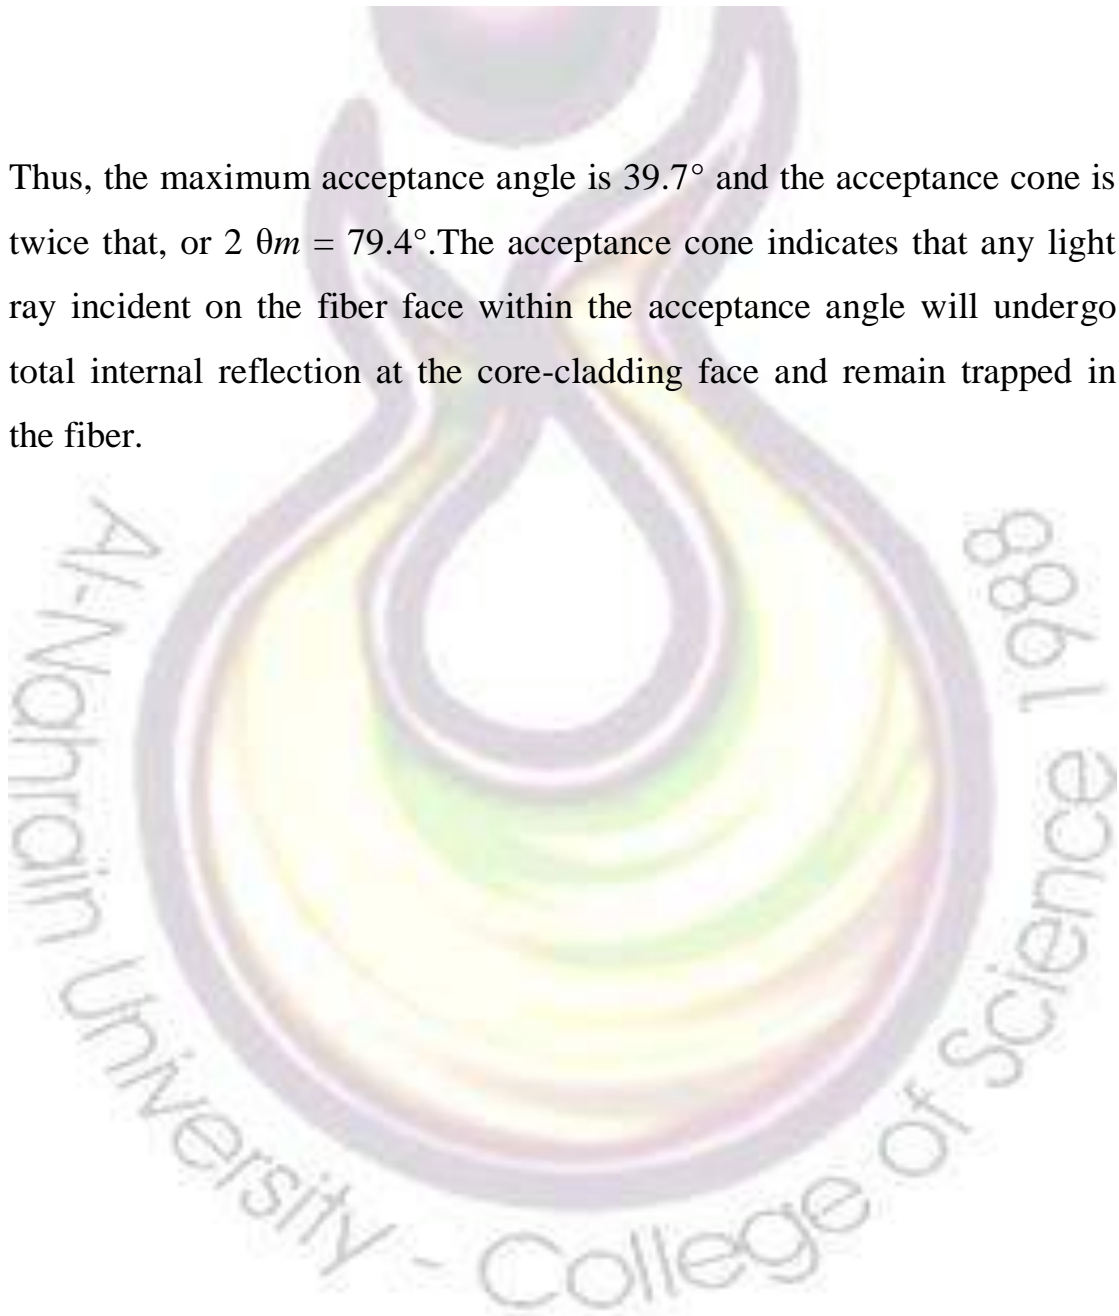 Thus, the maximum acceptance angle is 39.7° and the acceptance cone is
twice that, or 2 θm = 79.4°.The acceptance cone indicates that any light
ray incident on the fiber face within the acceptance angle will undergo
total internal reflection at the core-cladding face and remain trapped in
the fiber.
Al-Nahrain University - College of Science 1988